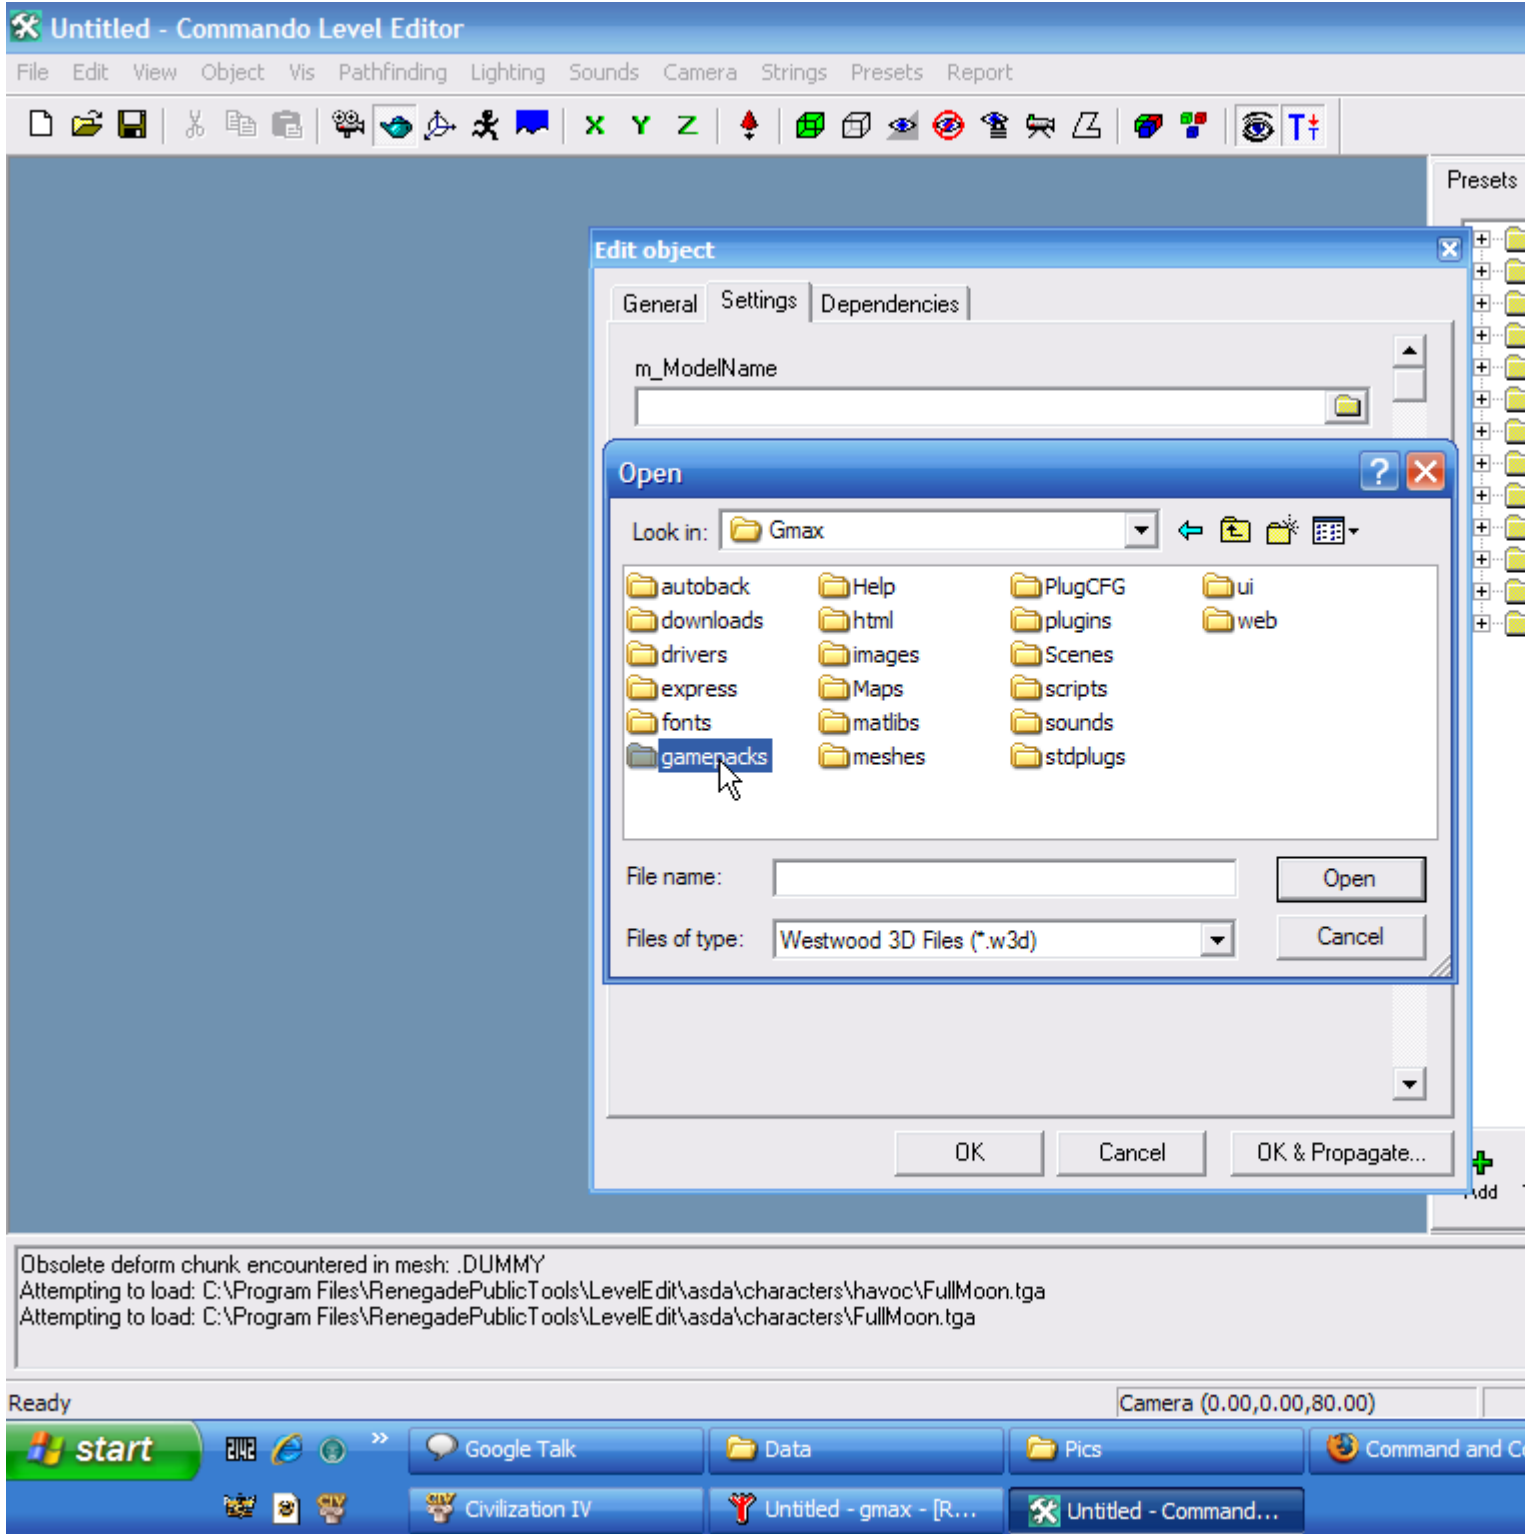 Untitled - Commando Level Editor
File Edit View Object Vis Pathfinding Lighting Sounds Camera Strings Presets Report
X Y Z
Presets
Edit object
General Settings Dependencies
m_ModelName
Open
Look in: Gmax
autoback Help PlugCFG ui
downloads html plugins web
drivers images Scenes
express Maps scripts
fonts matlibs sounds
gamepacks meshes stdplugs
File name: Open
Files of type: Westwood 3D Files (*.w3d) Cancel
OK Cancel OK & Propagate...
Add
Obsolete deform chunk encountered in mesh: .DUMMY
Attempting to load: C:\Program Files\RenegadePublicTools\LevelEdit\asda\characters\havoc\FullMoon.tga
Attempting to load: C:\Program Files\RenegadePublicTools\LevelEdit\asda\characters\FullMoon.tga
Ready Camera (0.00,0.00,80.00)
start 2142 Google Talk Data Pics Command and
Civilization IV Untitled - gmax - [R... Untitled - Command...